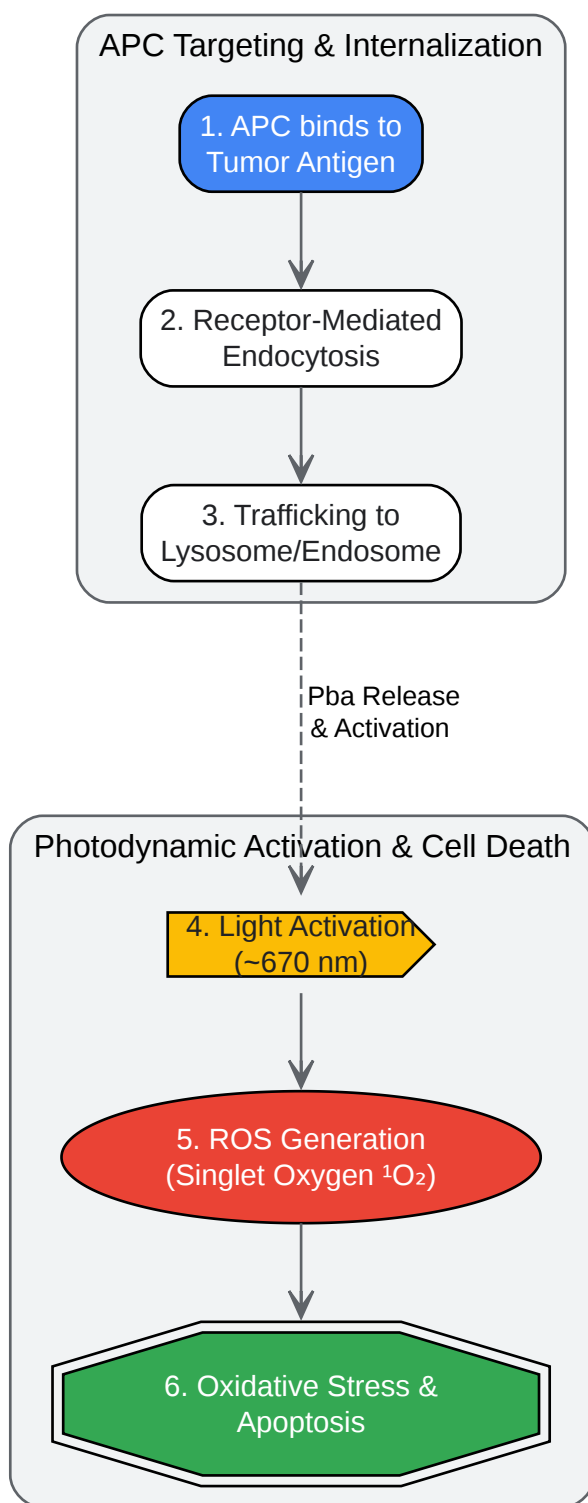 APC Targeting & Internalization
1. APC binds to
Tumor Antigen
2. Receptor-Mediated
Endocytosis
3. Trafficking to
Lysosome/Endosome
Pba Release
& Activation
Photodynamic Activation & Cell Death
4. Light Activation
(~670 nm)
5. ROS Generation
(Singlet Oxygen ¹O₂)
6. Oxidative Stress &
Apoptosis